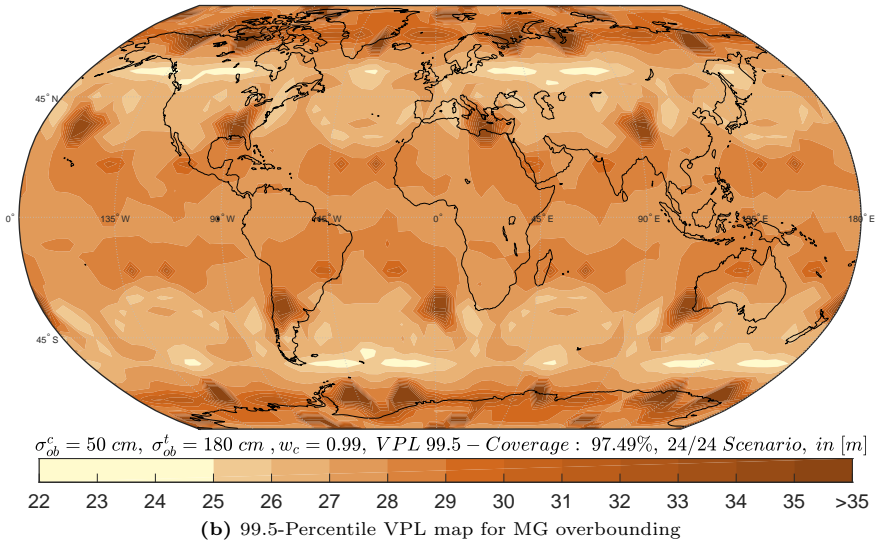 45° N
0° 135° W 90° W 45° W 0° 45° E 90° E 135° E 180° E
45° S
σ^c_ob = 50 cm, σ^t_ob = 180 cm , w_c = 0.99, VPL 99.5 − Coverage : 97.49%, 24/24 Scenario, in [m]
22 23 24 25 26 27 28 29 30 31 32 33 34 35 >35
(b) 99.5-Percentile VPL map for MG overbounding